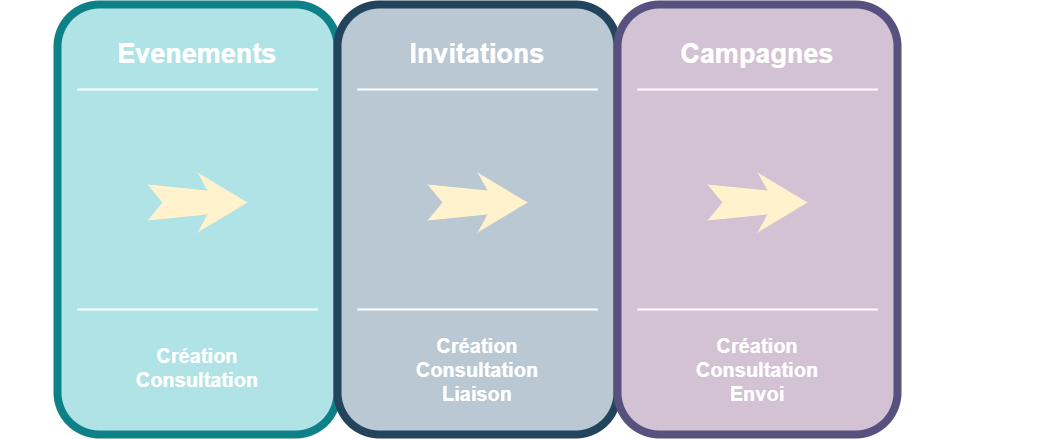 Evenements
Invitations
Campagnes
Création
Consultation
Création
Consultation
Liaison
Création
Consultation
Envoi